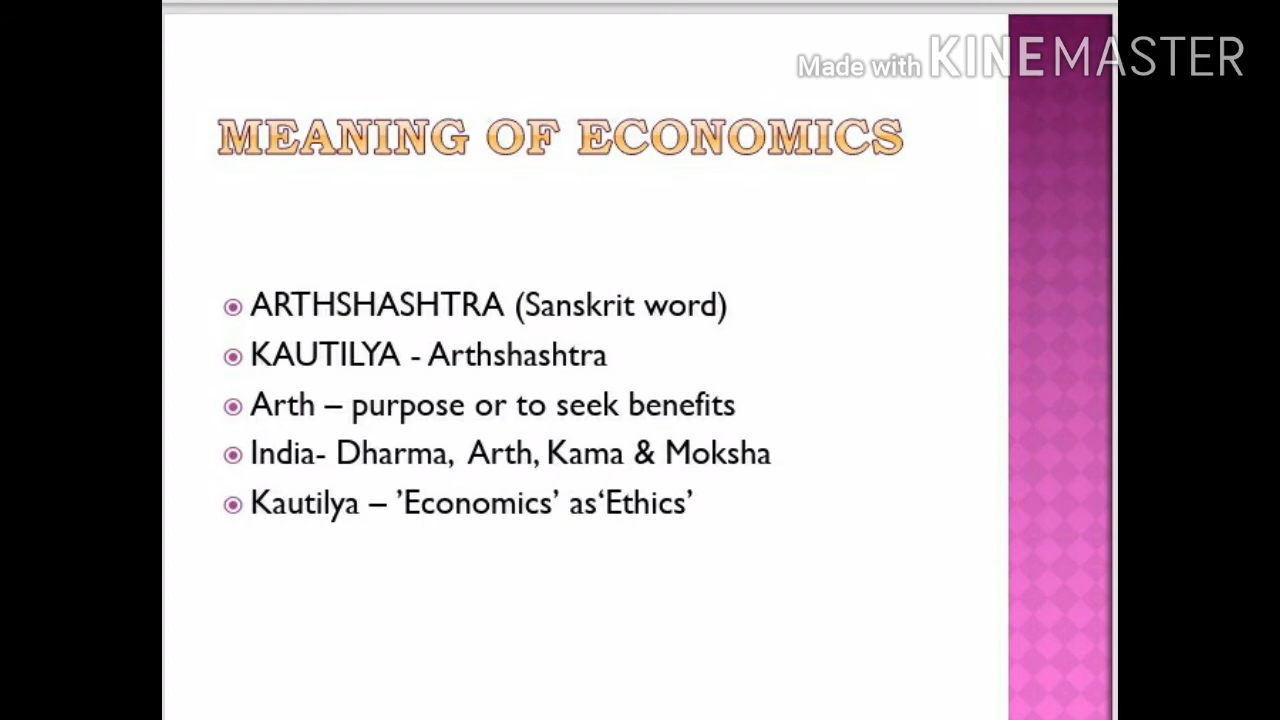 Made with KINEMASTER
MEANING OF ECONOMICS
ARTHSHASHTRA (Sanskrit word)
KAUTILYA - Arthshashtra
Arth – purpose or to seek benefits
India- Dharma, Arth, Kama & Moksha
Kautilya – ’Economics’ as‘Ethics’